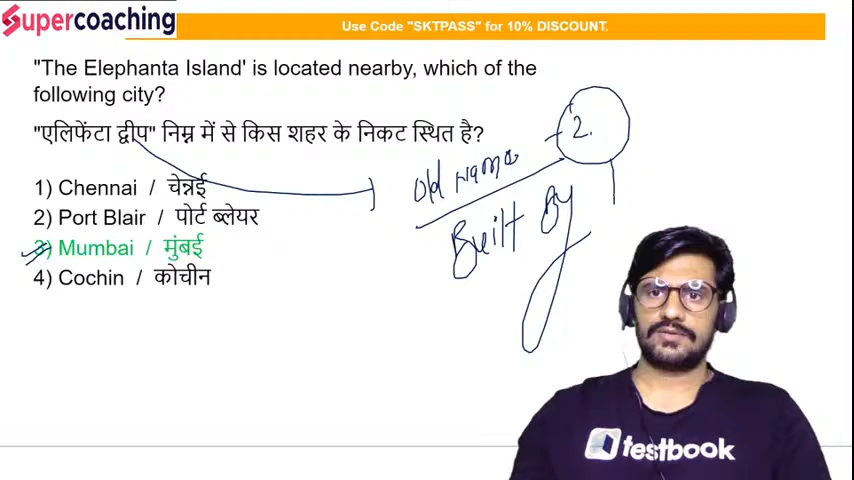 Supercoaching
Use Code "SKTPASS" for 10% DISCOUNT.
"The Elephanta Island' is located nearby, which of the
following city?
"एलिफेंटा द्वीप" निम्न में से किस शहर के निकट स्थित है?
1) Chennai / चेन्नई
2) Port Blair / पोर्ट ब्लेयर
3) Mumbai / मुंबई
4) Cochin / कोचीन
Old Name - 2.
Built By
testbook